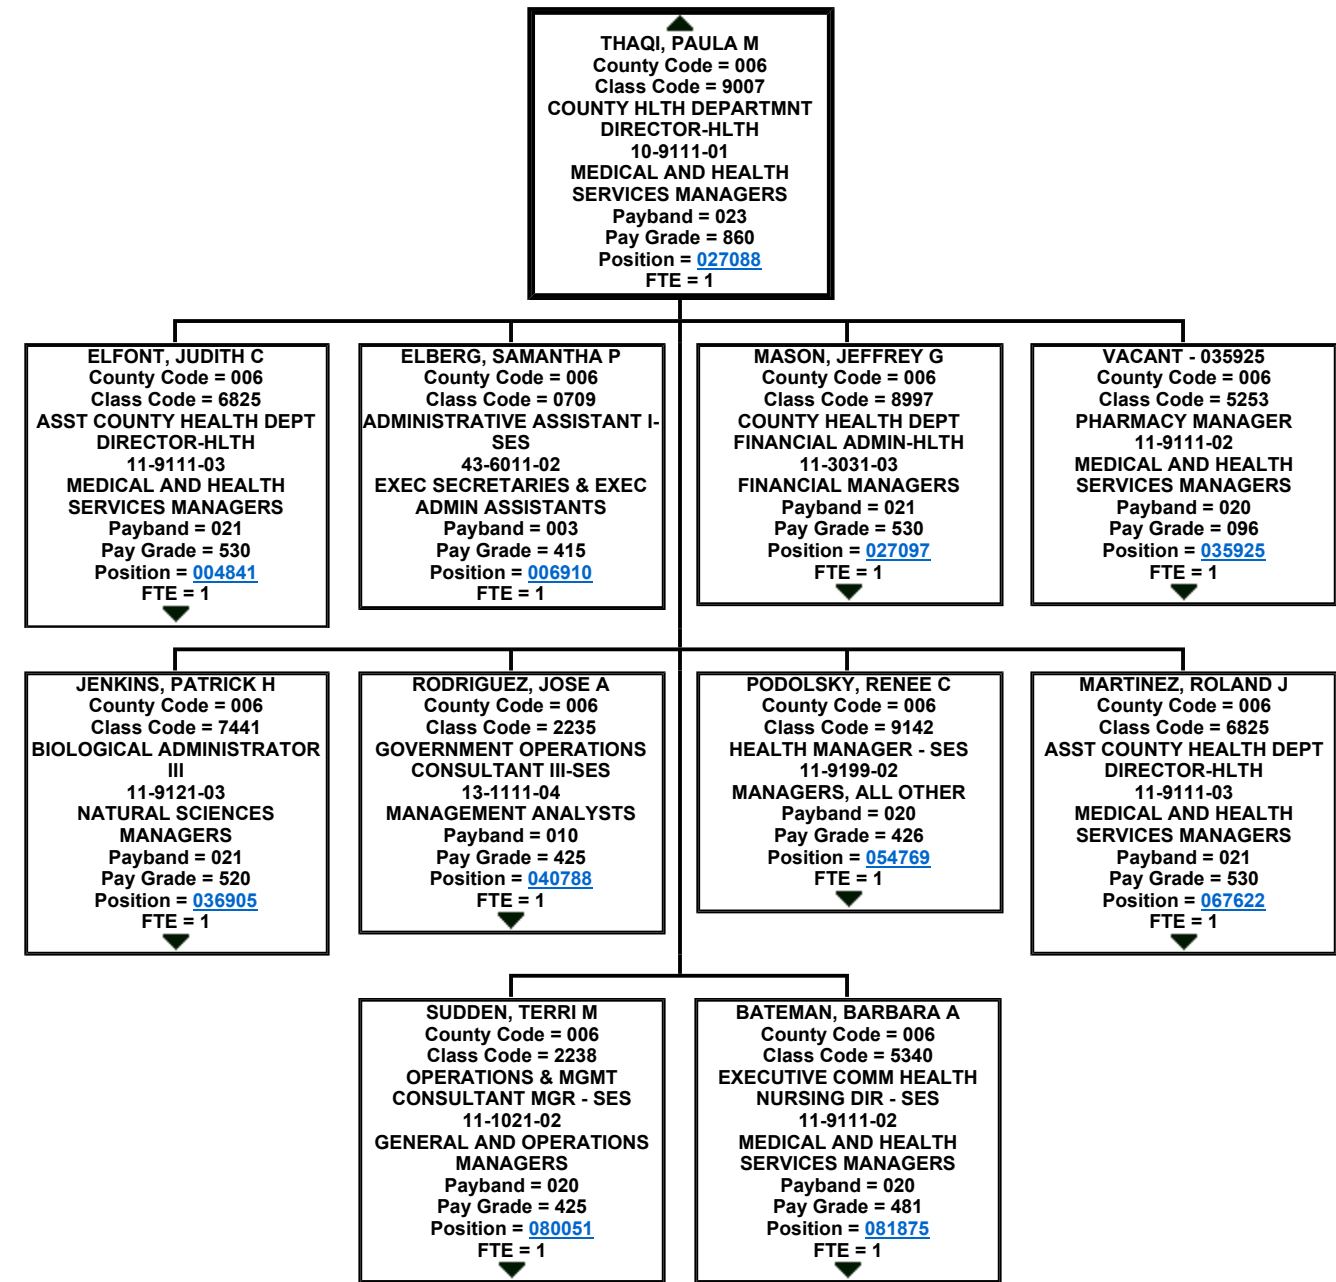 THAQI, PAULA M
County Code = 006
Class Code = 9007
COUNTY HLTH DEPARTMNT
DIRECTOR-HLTH
10-9111-01
MEDICAL AND HEALTH
SERVICES MANAGERS
Payband = 023
Pay Grade = 860
Position = 027088
FTE = 1
ELFONT, JUDITH C
County Code = 006
Class Code = 6825
ASST COUNTY HEALTH DEPT
DIRECTOR-HLTH
11-9111-03
MEDICAL AND HEALTH
SERVICES MANAGERS
Payband = 021
Pay Grade = 530
Position = 004841
FTE = 1
ELBERG, SAMANTHA P
County Code = 006
Class Code = 0709
ADMINISTRATIVE ASSISTANT I-
SES
43-6011-02
EXEC SECRETARIES & EXEC
ADMIN ASSISTANTS
Payband = 003
Pay Grade = 415
Position = 006910
FTE = 1
MASON, JEFFREY G
County Code = 006
Class Code = 8997
COUNTY HEALTH DEPT
FINANCIAL ADMIN-HLTH
11-3031-03
FINANCIAL MANAGERS
Payband = 021
Pay Grade = 530
Position = 027097
FTE = 1
VACANT - 035925
County Code = 006
Class Code = 5253
PHARMACY MANAGER
11-9111-02
MEDICAL AND HEALTH
SERVICES MANAGERS
Payband = 020
Pay Grade = 096
Position = 035925
FTE = 1
JENKINS, PATRICK H
County Code = 006
Class Code = 7441
BIOLOGICAL ADMINISTRATOR
III
11-9121-03
NATURAL SCIENCES
MANAGERS
Payband = 021
Pay Grade = 520
Position = 036905
FTE = 1
RODRIGUEZ, JOSE A
County Code = 006
Class Code = 2235
GOVERNMENT OPERATIONS
CONSULTANT III-SES
13-1111-04
MANAGEMENT ANALYSTS
Payband = 010
Pay Grade = 425
Position = 040788
FTE = 1
PODOLSKY, RENEE C
County Code = 006
Class Code = 9142
HEALTH MANAGER - SES
11-9199-02
MANAGERS, ALL OTHER
Payband = 020
Pay Grade = 426
Position = 054769
FTE = 1
MARTINEZ, ROLAND J
County Code = 006
Class Code = 6825
ASST COUNTY HEALTH DEPT
DIRECTOR-HLTH
11-9111-03
MEDICAL AND HEALTH
SERVICES MANAGERS
Payband = 021
Pay Grade = 530
Position = 067622
FTE = 1
SUDDEN, TERRI M
County Code = 006
Class Code = 2238
OPERATIONS & MGMT
CONSULTANT MGR - SES
11-1021-02
GENERAL AND OPERATIONS
MANAGERS
Payband = 020
Pay Grade = 425
Position = 080051
FTE = 1
BATEMAN, BARBARA A
County Code = 006
Class Code = 5340
EXECUTIVE COMM HEALTH
NURSING DIR - SES
11-9111-02
MEDICAL AND HEALTH
SERVICES MANAGERS
Payband = 020
Pay Grade = 481
Position = 081875
FTE = 1